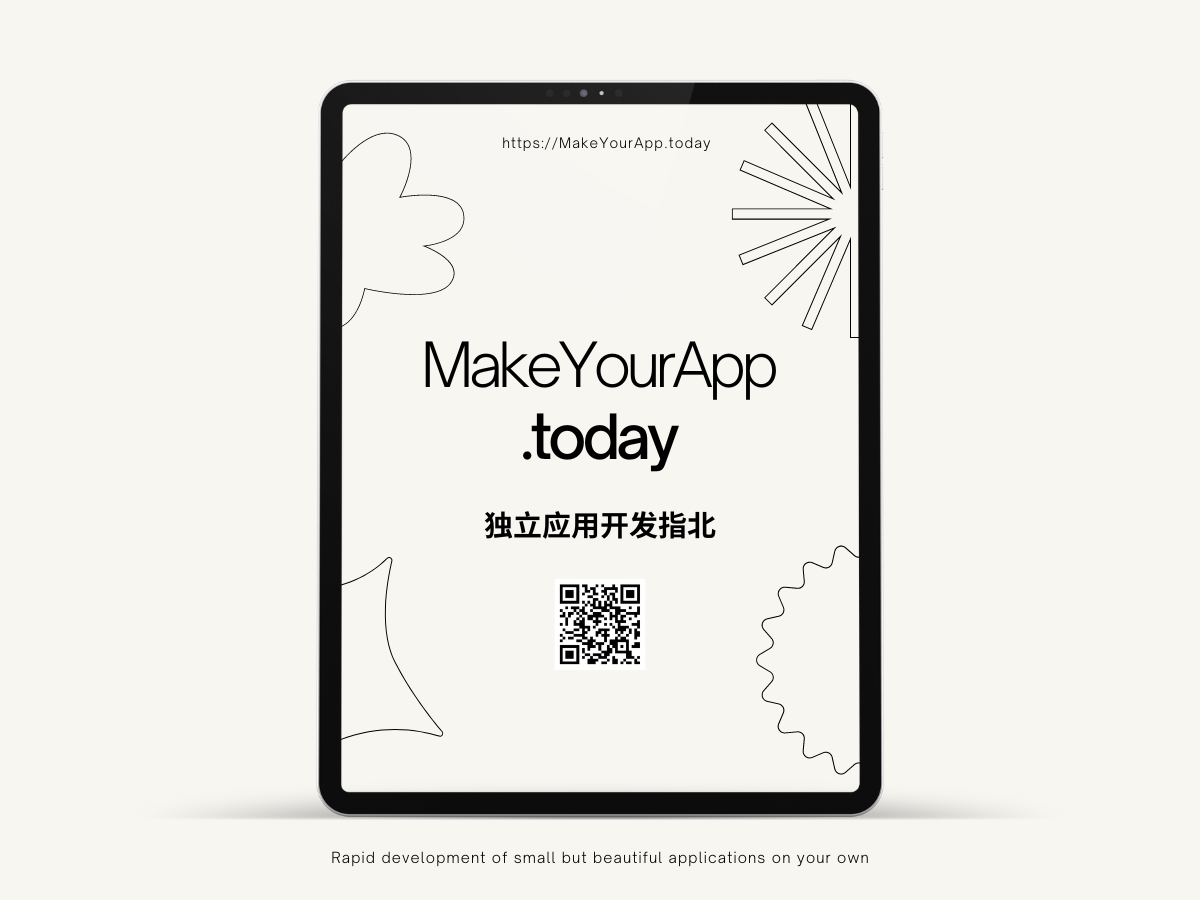 https://MakeYourApp.today
MakeYourApp
.today
独立应用开发指北
Rapid development of small but beautiful applications on your own